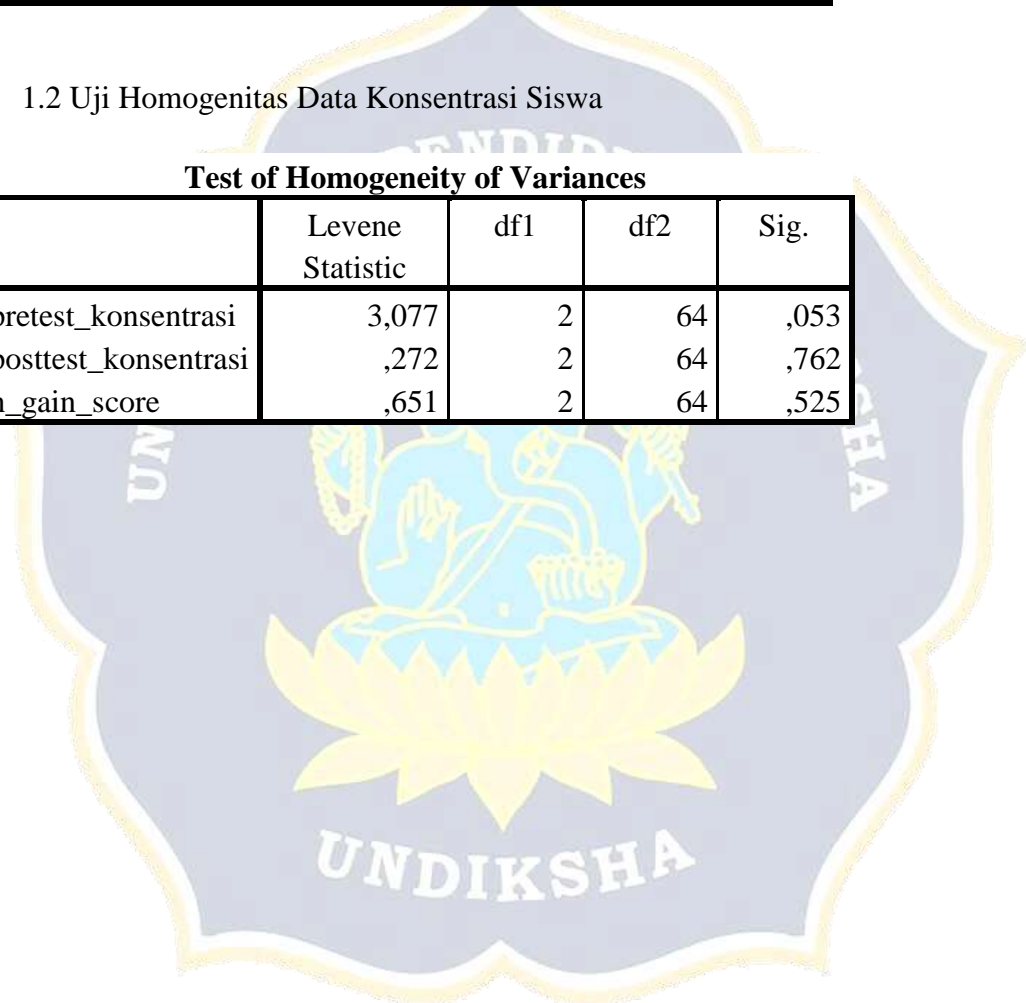 1.2 Uji Homogenitas Data Konsentrasi Siswa
Test of Homogeneity of Variances
Levene Statistic df1 df2 Sig.
pretest_konsentrasi 3,077 2 64 ,053
posttest_konsentrasi ,272 2 64 ,762
n_gain_score ,651 2 64 ,525
UNDIKSHA